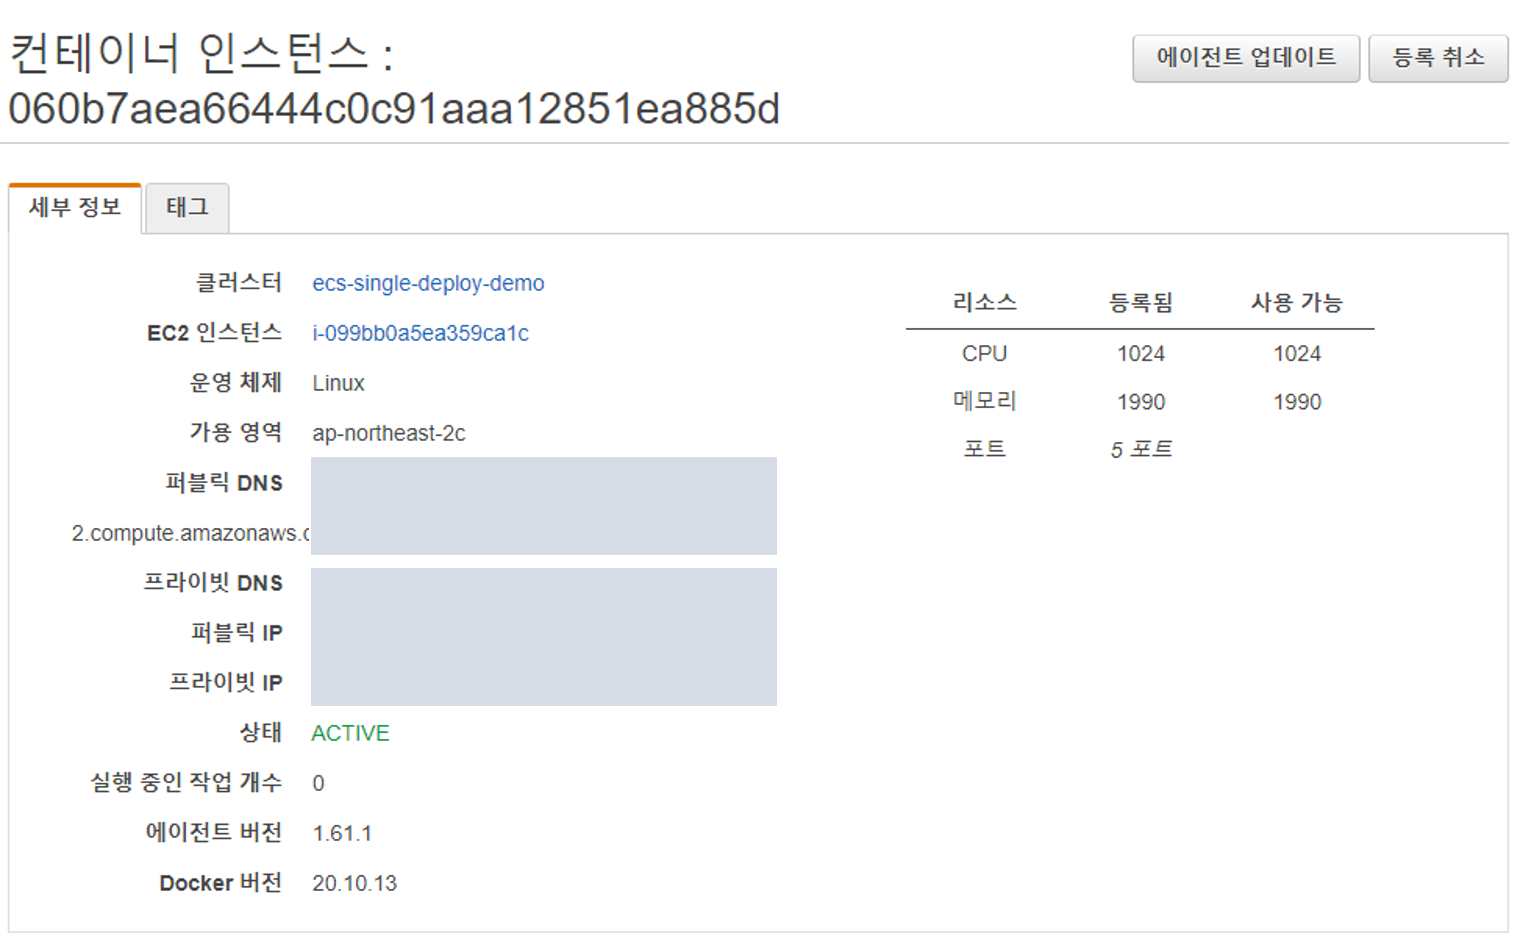 컨테이너 인스턴스 :
060b7aea66444c0c91aaa12851ea885d
에이전트 업데이트
등록 취소
세부 정보
태그
클러스터 ecs-single-deploy-demo
EC2 인스턴스 i-099bb0a5ea359ca1c
운영 체제 Linux
가용 영역 ap-northeast-2c
퍼블릭 DNS
2.compute.amazonaws.c
프라이빗 DNS
퍼블릭 IP
프라이빗 IP
상태 ACTIVE
실행 중인 작업 개수 0
에이전트 버전 1.61.1
Docker 버전 20.10.13
리소스 등록됨 사용 가능
CPU 1024 1024
메모리 1990 1990
포트 5 포트